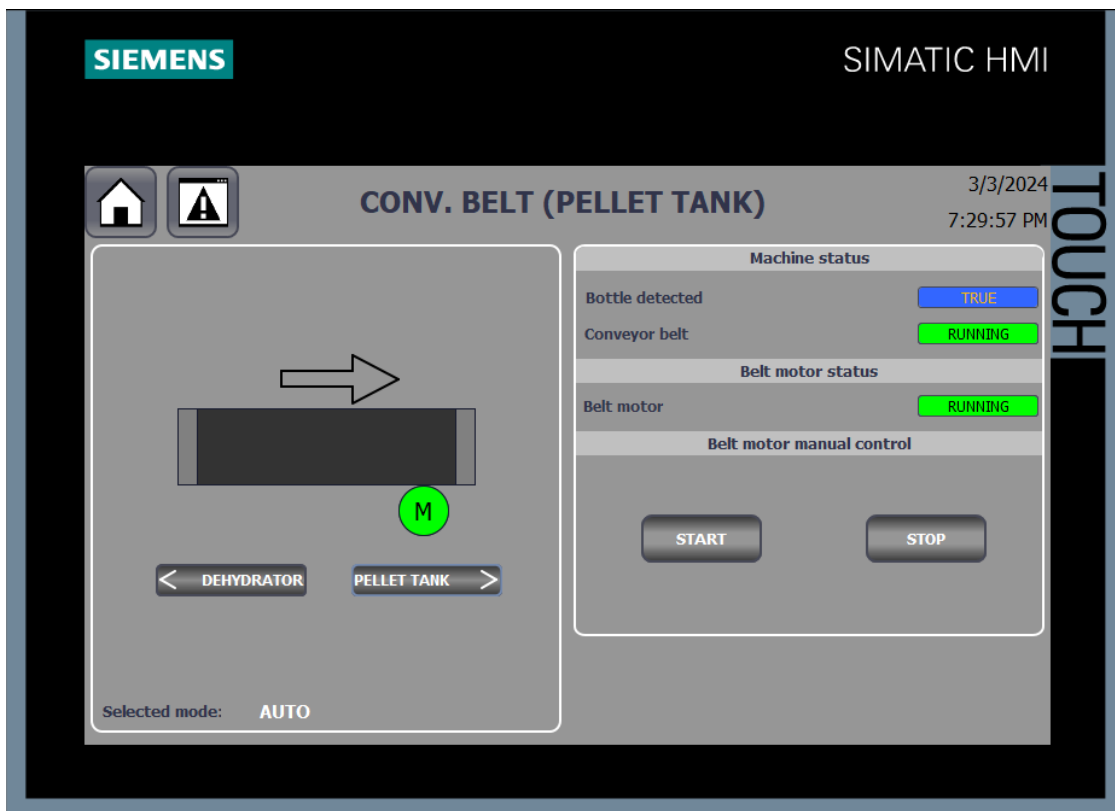 SIEMENS
SIMATIC HMI
TOUCH
CONV. BELT (PELLET TANK)
3/3/2024
7:29:57 PM
Machine status
Bottle detected TRUE
Conveyor belt RUNNING
Belt motor status
Belt motor RUNNING
Belt motor manual control
START STOP
M
< DEHYDRATOR PELLET TANK >
Selected mode: AUTO